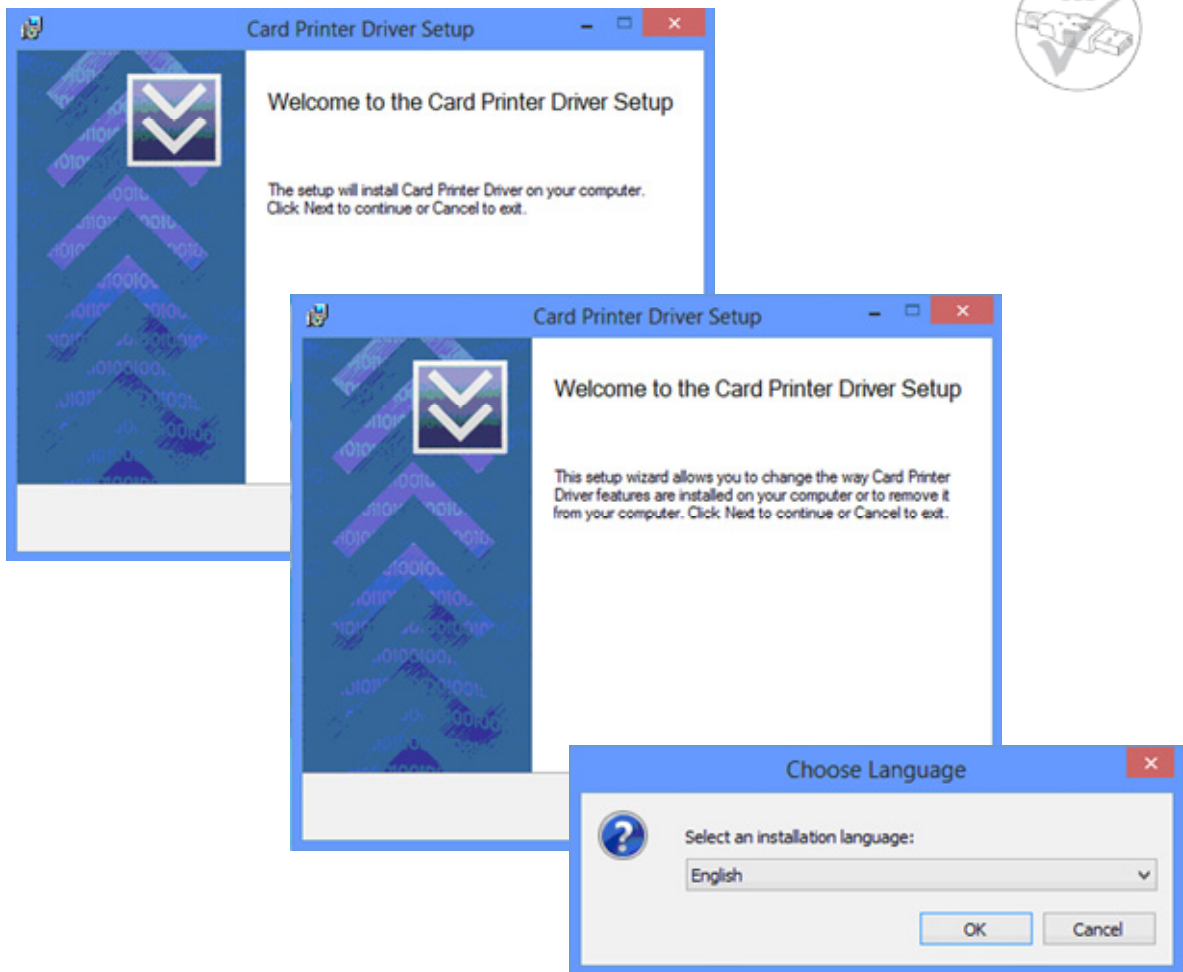 Card Printer Driver Setup
Welcome to the Card Printer Driver Setup
The setup will install Card Printer Driver on your computer.
Click Next to continue or Cancel to exit.
Card Printer Driver Setup
Welcome to the Card Printer Driver Setup
This setup wizard allows you to change the way Card Printer
Driver features are installed on your computer or to remove it
from your computer. Click Next to continue or Cancel to exit.
Choose Language
Select an installation language:
English
OK Cancel